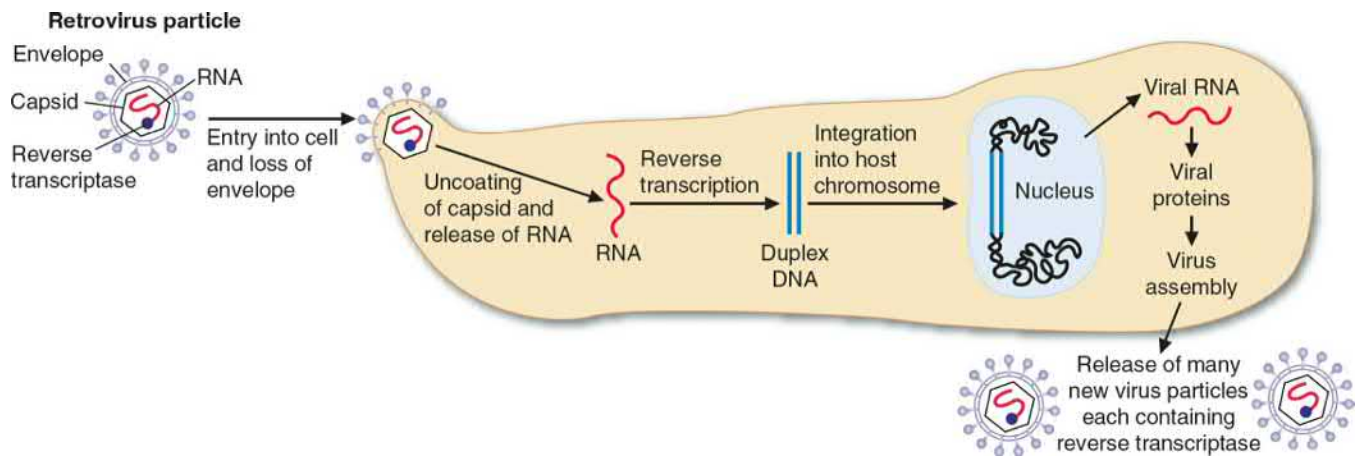 Retrovirus particle
Envelope
RNA
Capsid
Reverse
transcriptase
Entry into cell
and loss of
envelope
Uncoating
of capsid and
release of RNA
RNA
Reverse
transcription
Duplex
DNA
Integration
into host
chromosome
Nucleus
Viral RNA
Viral
proteins
Virus
assembly
Release of many
new virus particles
each containing
reverse transcriptase